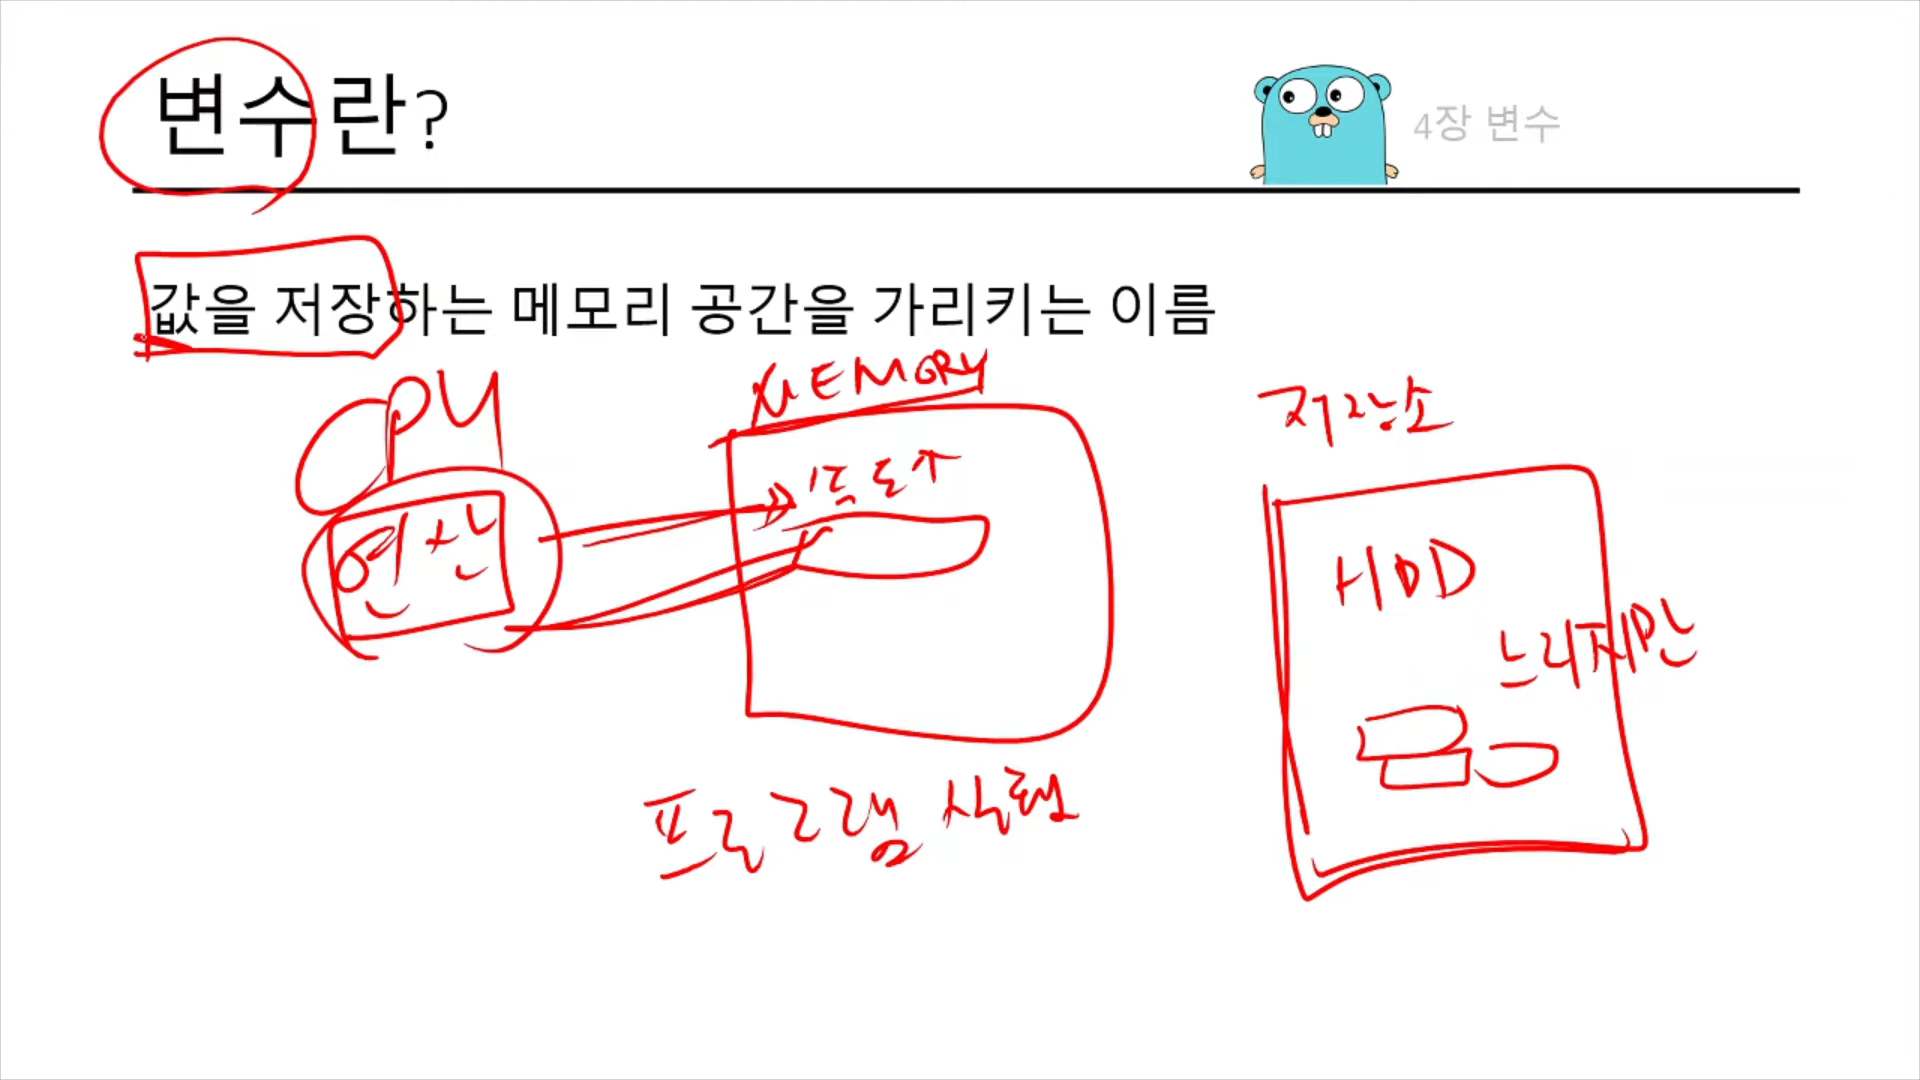 변수란?
4장 변수
값을 저장하는 메모리 공간을 가리키는 이름
CPU
MEMORY
저장소
연산
HDD
느리지만
프로그램 실행